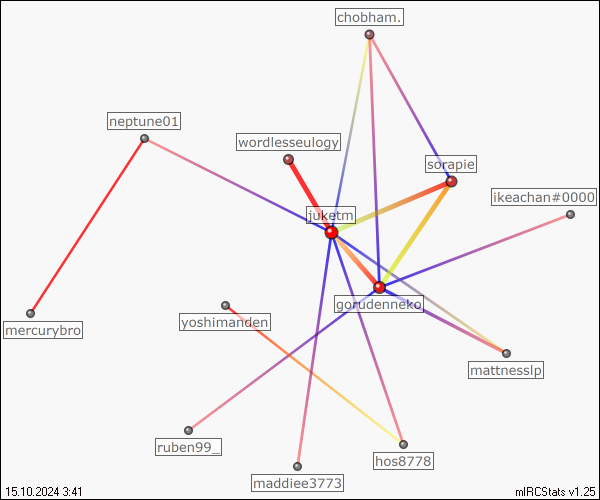 chobham.
neptune01
wordlesseulogy
sorapie
ikeachan#0000
juketm
gorudenneko
mercurybro
yoshimanden
mattnesslp
ruben99_
hos8778
maddiee3773
15.10.2024 3:41
mIRCStats v1.25